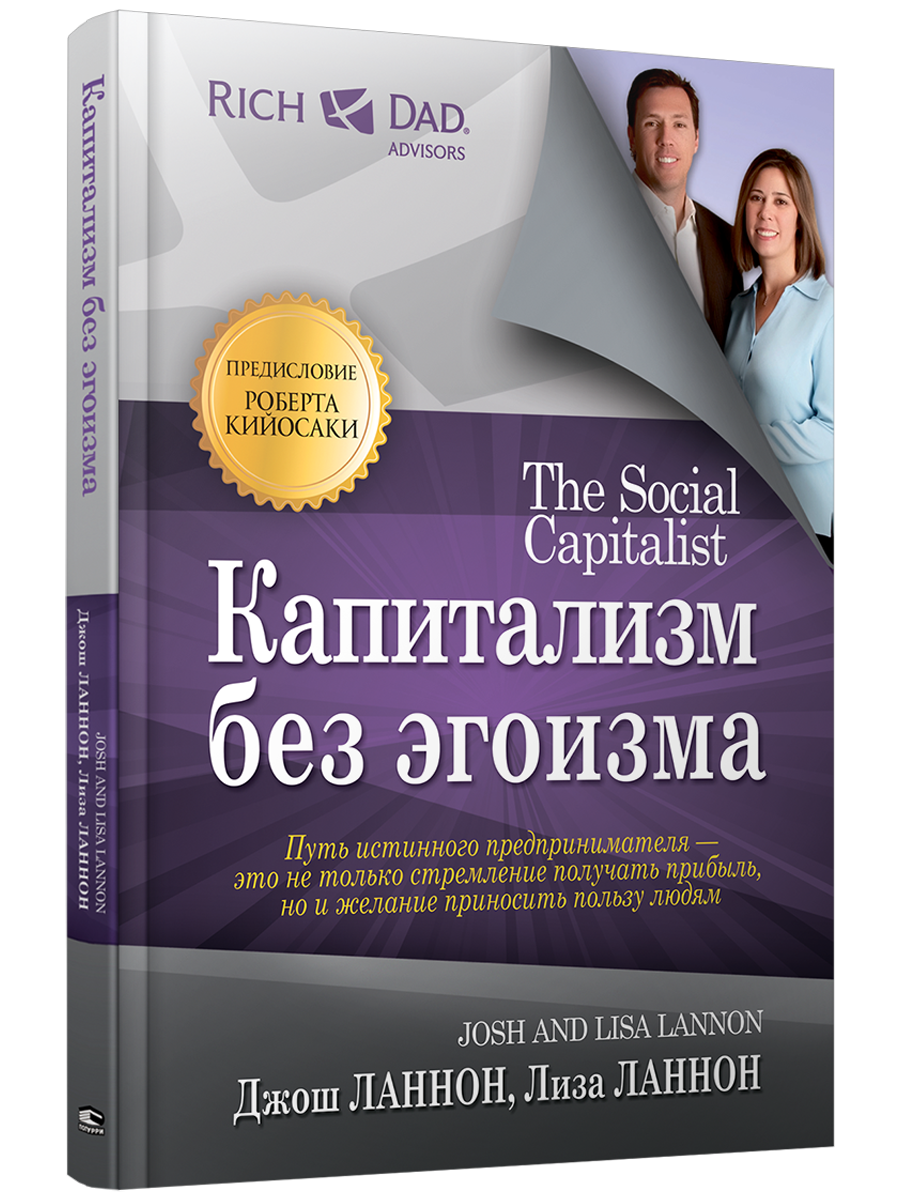 RICH DAD®
ADVISORS
ПРЕДИСЛОВИЕ
РОБЕРТА
КИЙОСАКИ
The Social
Capitalist
Капитализм
без эгоизма
Путь истинного предпринимателя —
это не только стремление получать прибыль,
но и желание приносить пользу людям
JOSH AND LISA LANNON
Джош ЛАННОН, Лиза ЛАННОН
Капитализм без эгоизма
JOSH AND LISA LANNON
Джош ЛАННОН, Лиза ЛАННОН
ПОПУРРИ